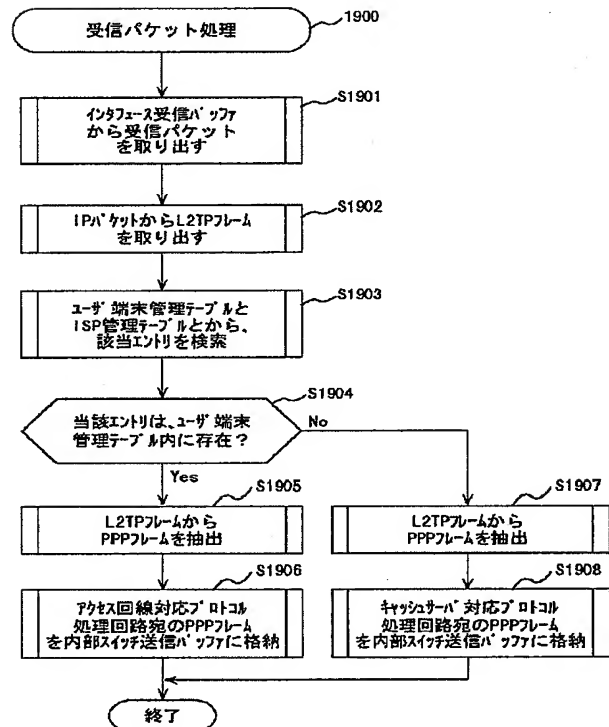 受信パケット処理
1900
S1901
インタフェース受信バッファ
から受信パケット
を取り出す
S1902
IPパケットからL2TPフレーム
を取り出す
S1903
ユーザ端末管理テーブルと
ISP管理テーブルとから、
該当エントリを検索
S1904
当該エントリは、ユーザ端末
管理テーブル内に存在?
No
Yes
S1905
L2TPフレームから
PPPフレームを抽出
S1907
L2TPフレームから
PPPフレームを抽出
S1906
アクセス回線対応プロトコル
処理回路宛のPPPフレーム
を内部スイッチ送信バッファに格納
S1908
キャッシュサーバ対応プロトコル
処理回路宛のPPPフレーム
を内部スイッチ送信バッファに格納
終了